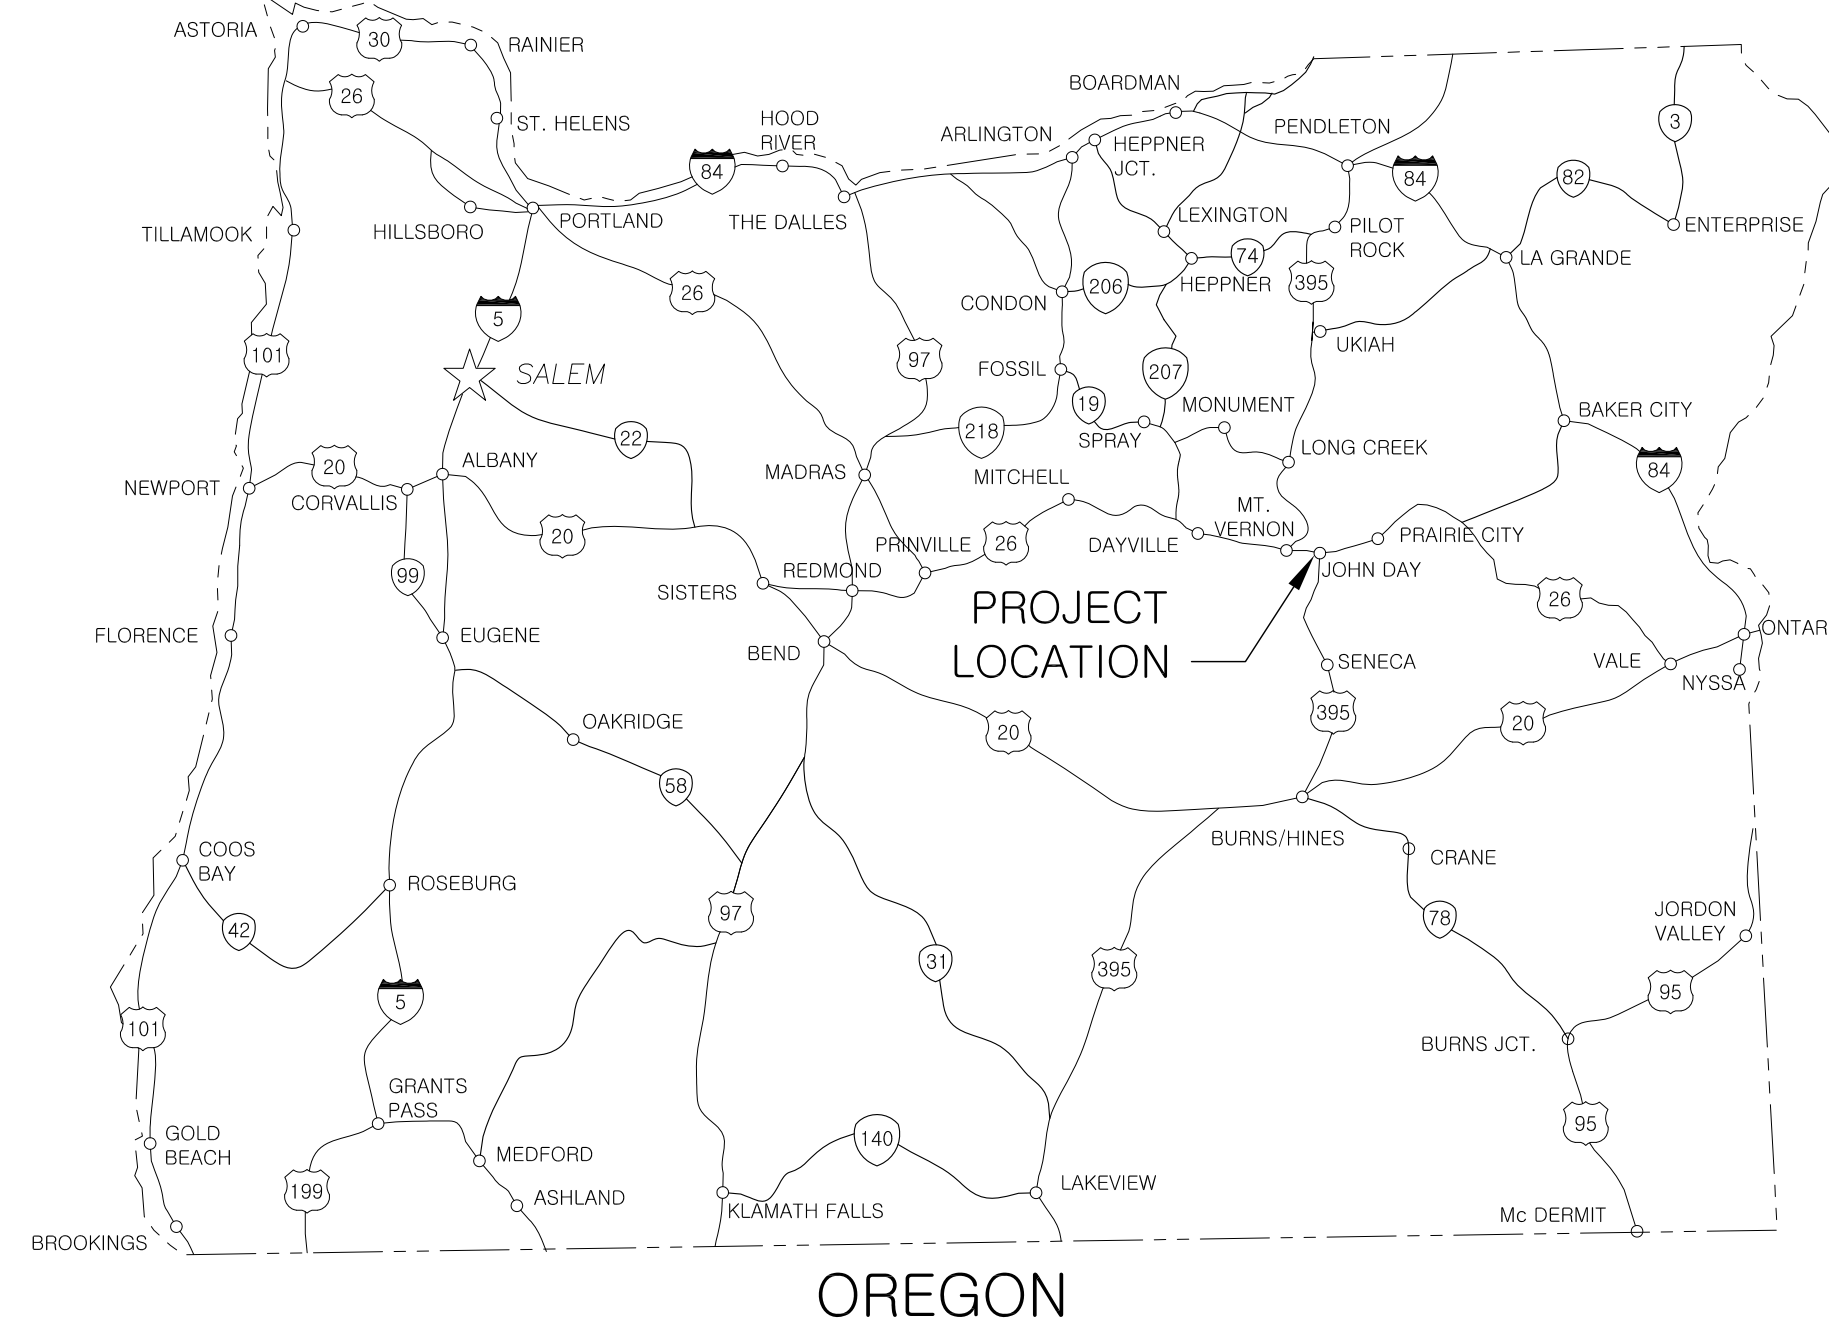 ASTORIA
30
RAINIER
26
ST. HELENS
HOOD
RIVER
BOARDMAN
ARLINGTON
HEPPNER
JCT.
PENDLETON
3
84
84
82
TILLAMOOK
HILLSBORO
PORTLAND
THE DALLES
LEXINGTON
PILOT
ROCK
ENTERPRISE
LA GRANDE
74
HEPPNER
395
26
CONDON
206
5
101
97
UKIAH
SALEM
FOSSIL
207
19
MONUMENT
BAKER CITY
22
218
SPRAY
LONG CREEK
84
ALBANY
20
MADRAS
MITCHELL
NEWPORT
CORVALLIS
MT.
VERNON
20
PRINVILLE
26
DAYVILLE
PRAIRIE CITY
JOHN DAY
99
REDMOND
SISTERS
26
PROJECT
LOCATION
FLORENCE
EUGENE
BEND
ONTAR
VALE
NYSSA
SENECA
395
20
20
OAKRIDGE
58
BURNS/HINES
CRANE
COOS
BAY
ROSEBURG
97
78
JORDON
VALLEY
42
31
395
95
5
101
BURNS JCT.
GRANTS
PASS
95
GOLD
BEACH
140
MEDFORD
199
ASHLAND
LAKEVIEW
KLAMATH FALLS
Mc DERMIT
BROOKINGS
OREGON